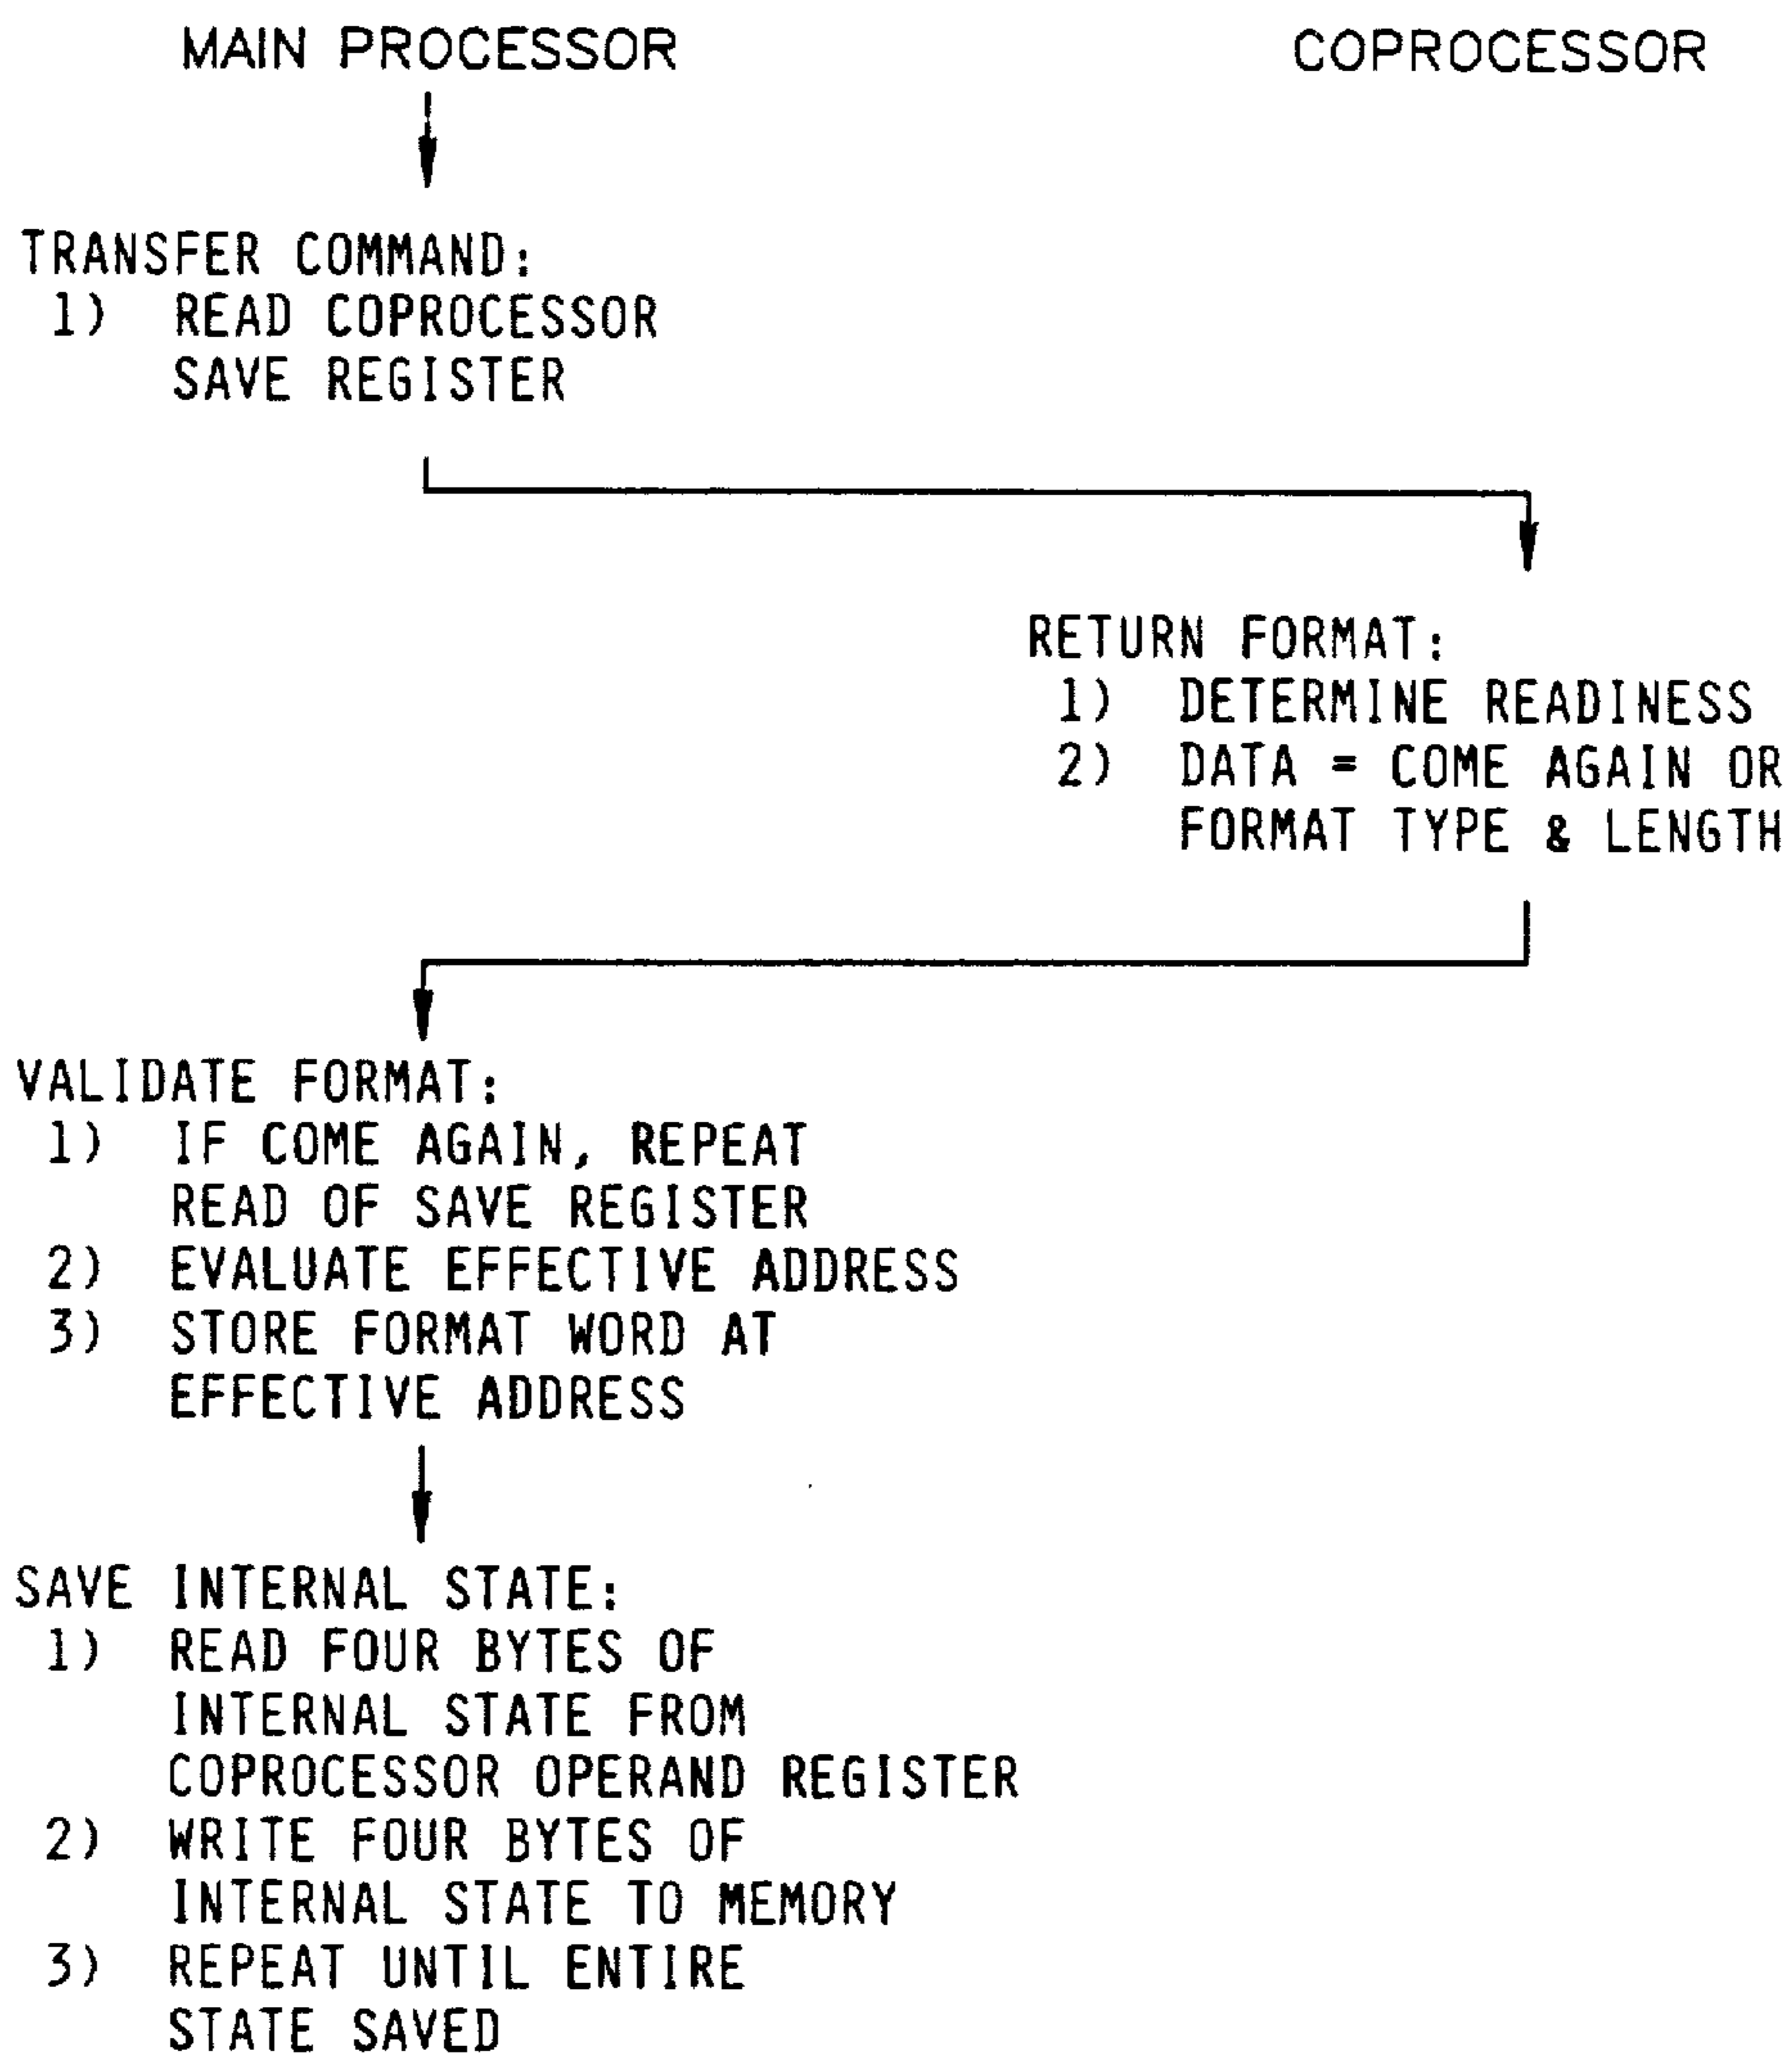 MAIN PROCESSOR
COPROCESSOR
TRANSFER COMMAND:
1) READ COPROCESSOR
SAVE REGISTER
RETURN FORMAT:
1) DETERMINE READINESS
2) DATA = COME AGAIN OR
FORMAT TYPE & LENGTH
VALIDATE FORMAT:
1) IF COME AGAIN, REPEAT
READ OF SAVE REGISTER
2) EVALUATE EFFECTIVE ADDRESS
3) STORE FORMAT WORD AT
EFFECTIVE ADDRESS
SAVE INTERNAL STATE:
1) READ FOUR BYTES OF
INTERNAL STATE FROM
COPROCESSOR OPERAND REGISTER
2) WRITE FOUR BYTES OF
INTERNAL STATE TO MEMORY
3) REPEAT UNTIL ENTIRE
STATE SAVED